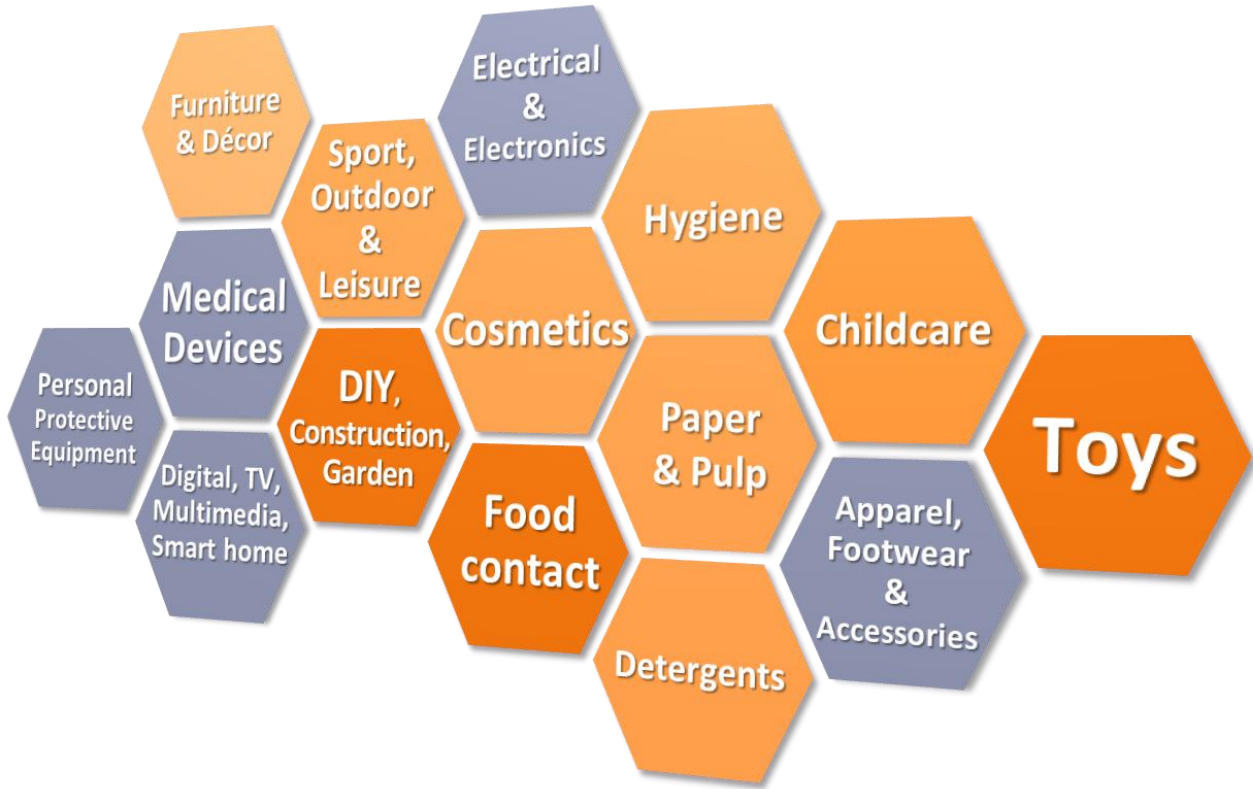 Furniture
& Décor
Electrical
&
Electronics
Sport,
Outdoor
&
Leisure
Hygiene
Medical
Devices
Cosmetics
Childcare
Personal
Protective
Equipment
DIY,
Construction,
Garden
Paper
& Pulp
Toys
Digital, TV,
Multimedia,
Smart home
Food
contact
Apparel,
Footwear
&
Accessories
Detergents